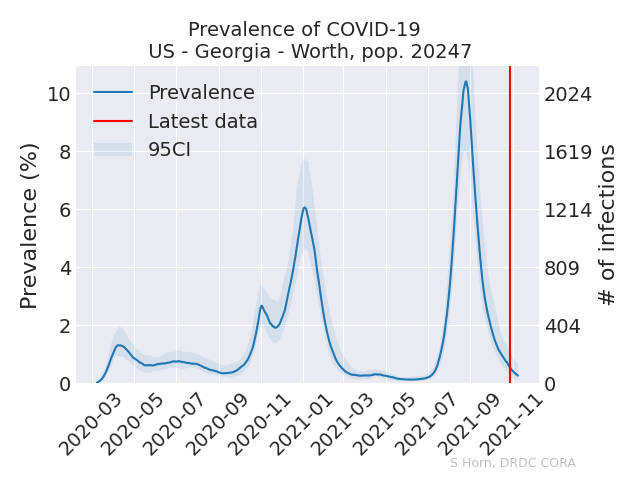 Prevalence of COVID-19
US - Georgia - Worth, pop. 20247
Prevalence
Latest data
95CI
Prevalence (%)
10
8
6
4
2
0
2024
1619
1214
809
404
0
# of infections
2020-03
2020-05
2020-07
2020-09
2020-11
2021-01
2021-03
2021-05
2021-07
2021-09
2021-11
S Horn, DRDC CORA